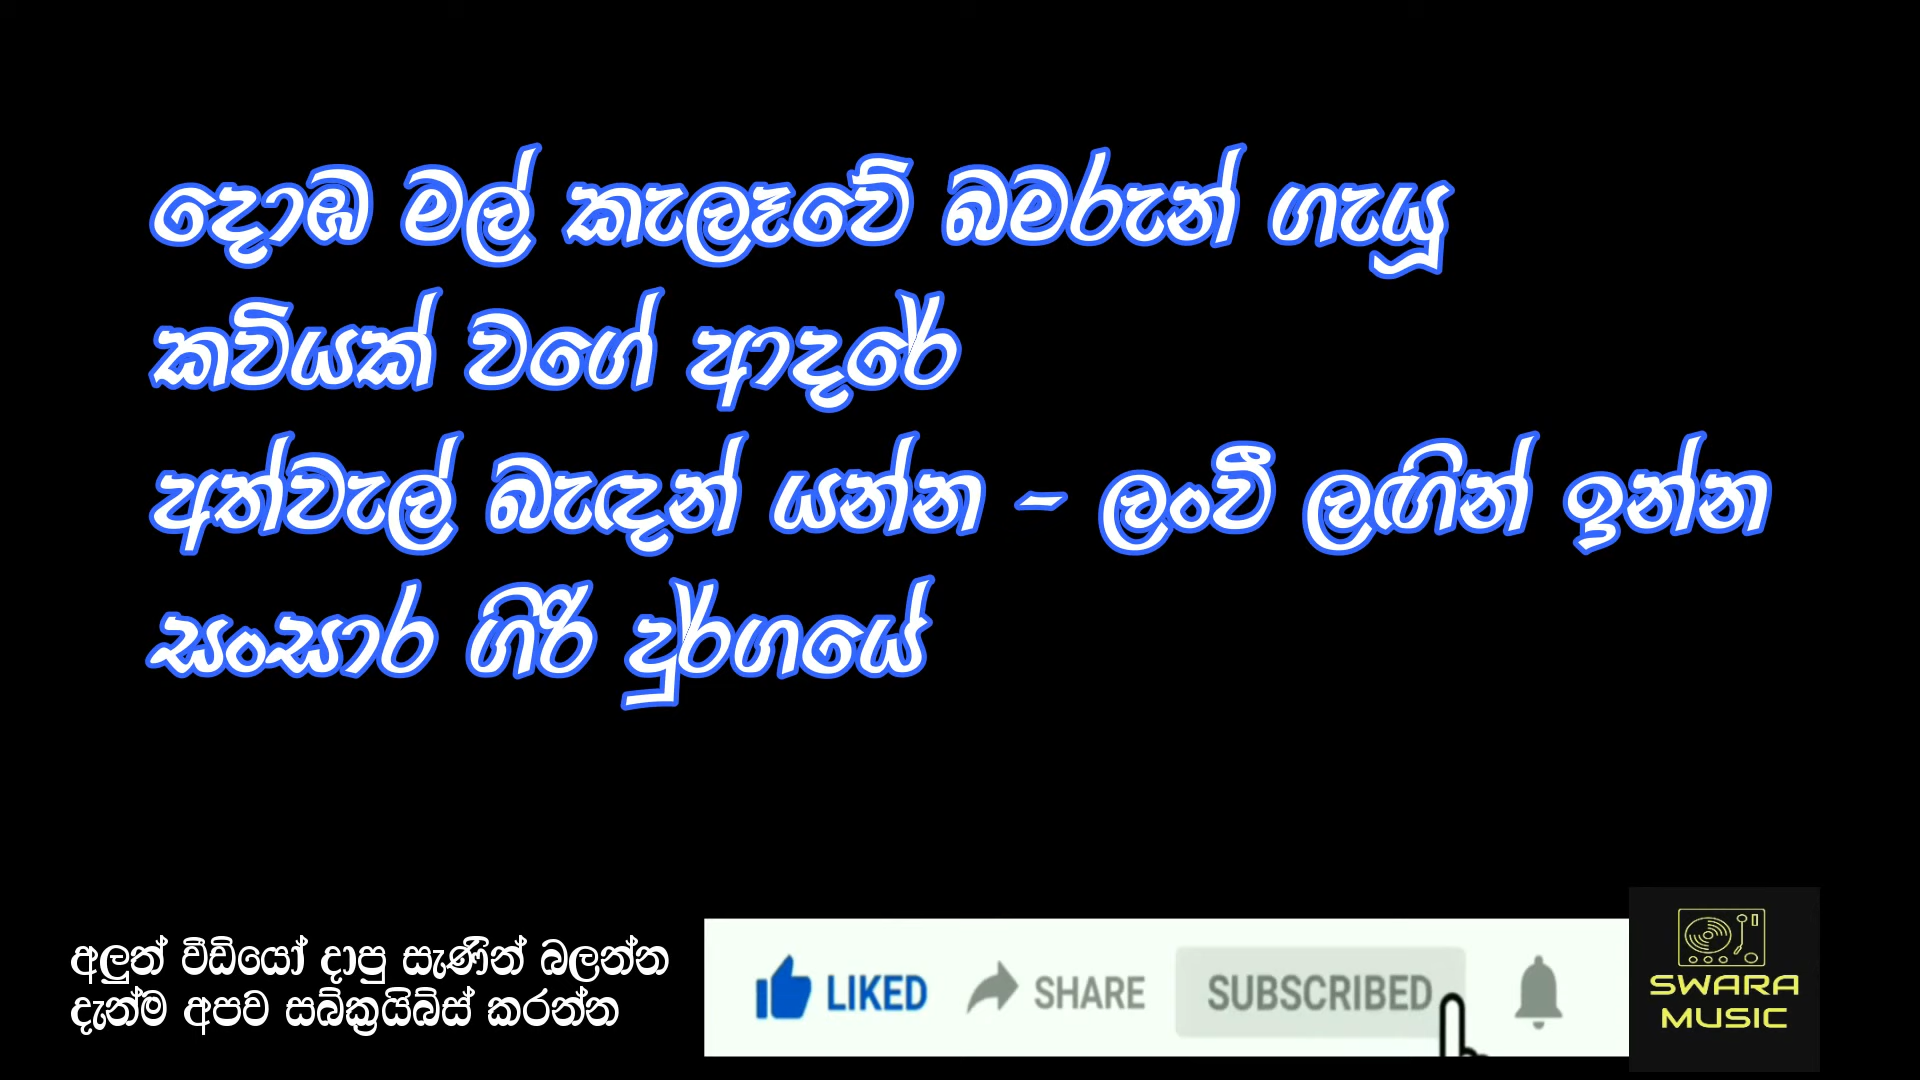 දොඹ මල් කැලෑවේ බමරුන් ගැයූ
කවියක් වගේ ආදරේ
අත්වැල් බැඳන් යන්න - ලංවී ලඟින් ඉන්න
සංසාර ගිරි දුර්ගයේ
අලුත් වීඩියෝ දාපු සැණින් බලන්න
දැන්ම අපව සබ්ක්‍රයිබ්ස් කරන්න
LIKED SHARE SUBSCRIBED
SWARA
MUSIC